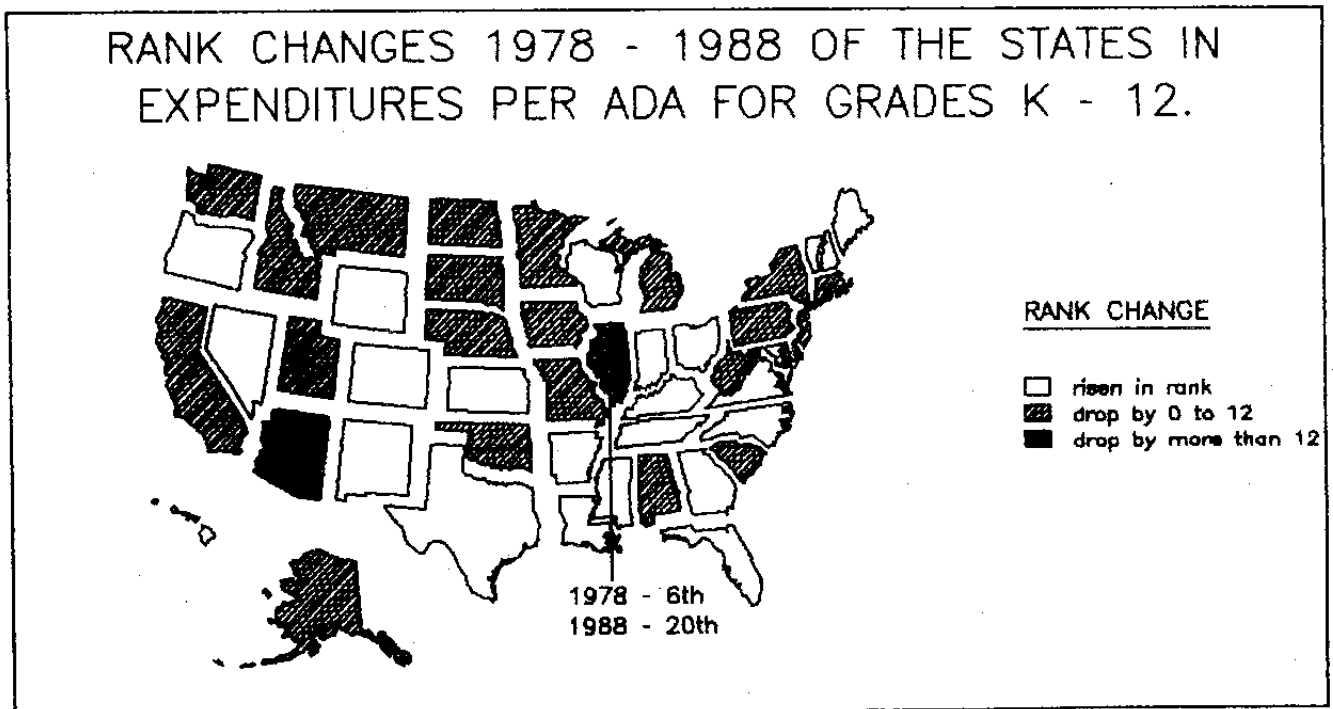 RANK CHANGES 1978 - 1988 OF THE STATES IN
EXPENDITURES PER ADA FOR GRADES K - 12.
RANK CHANGE
risen in rank
drop by 0 to 12
drop by more than 12
1978 - 6th
1988 - 20th